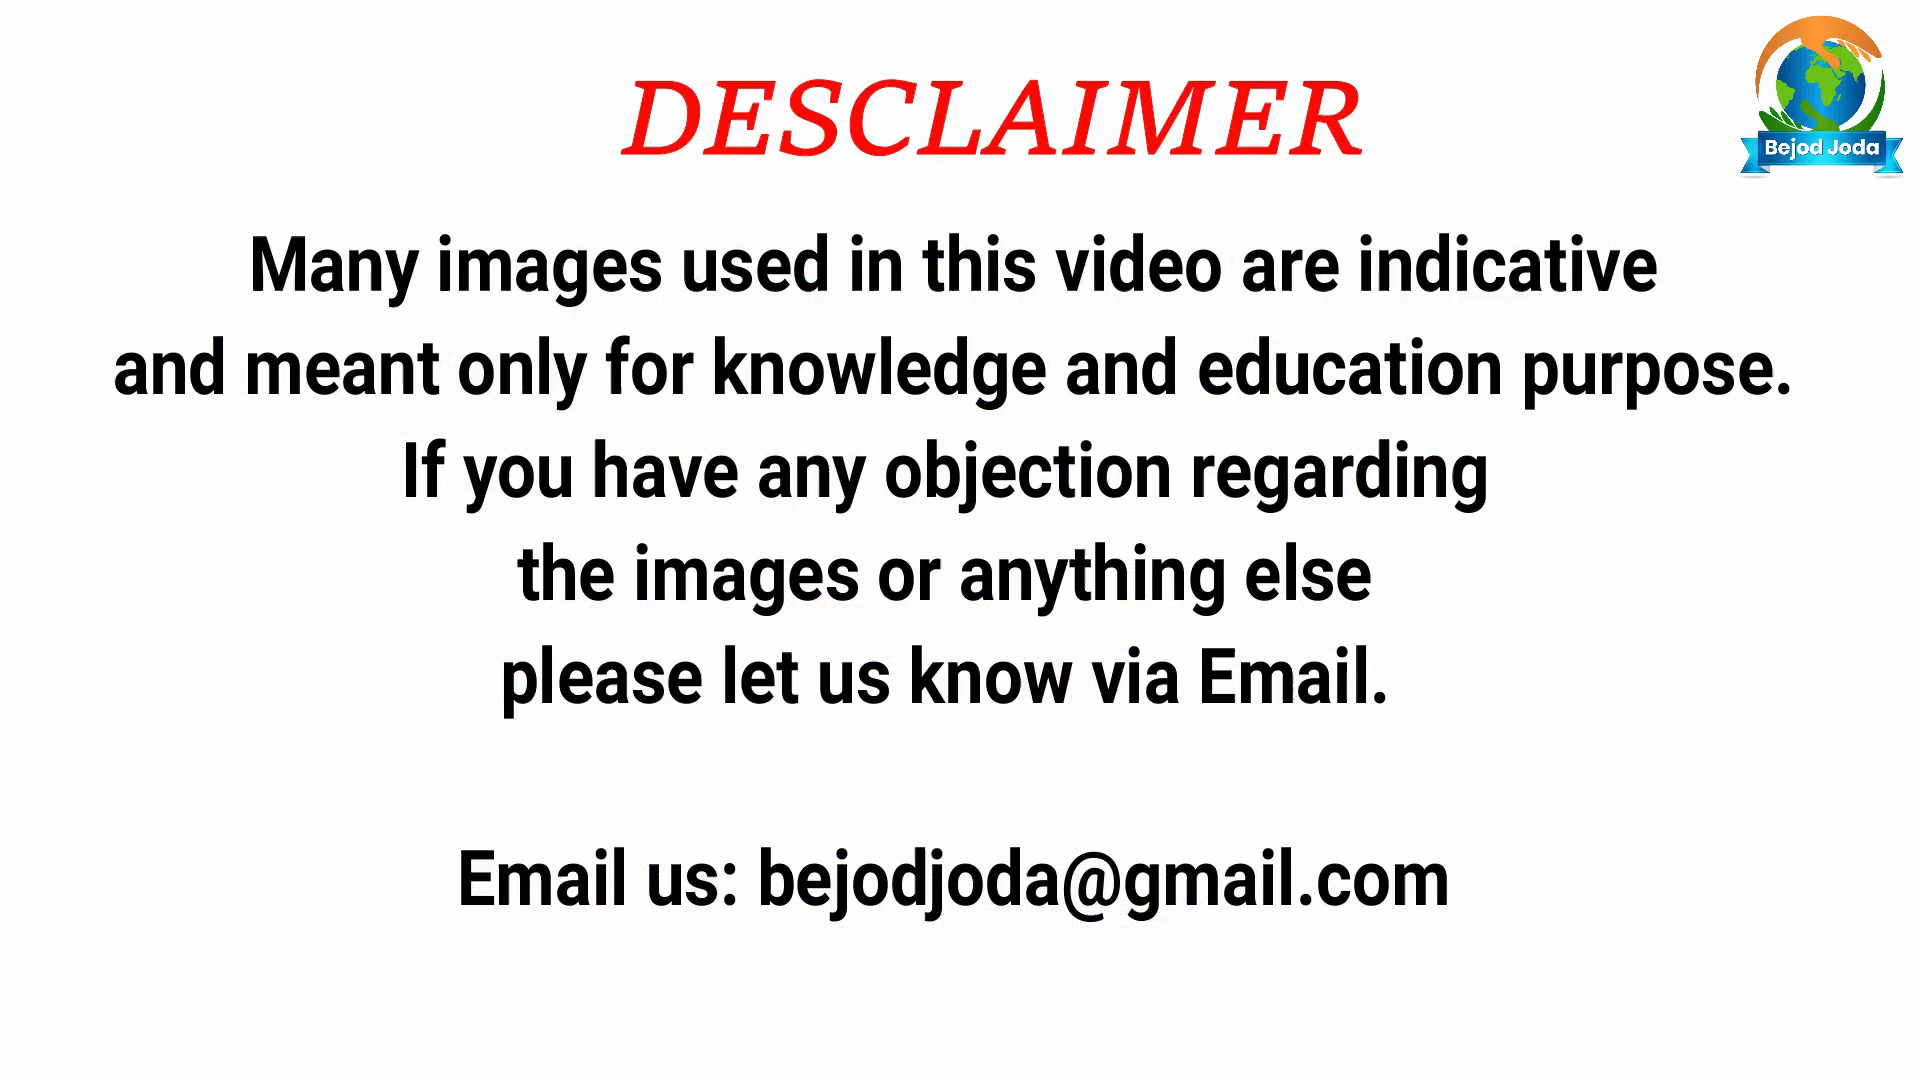 DESCLAIMER
Bejod Joda
Many images used in this video are indicative
and meant only for knowledge and education purpose.
If you have any objection regarding
the images or anything else
please let us know via Email.
Email us: bejodjoda@gmail.com